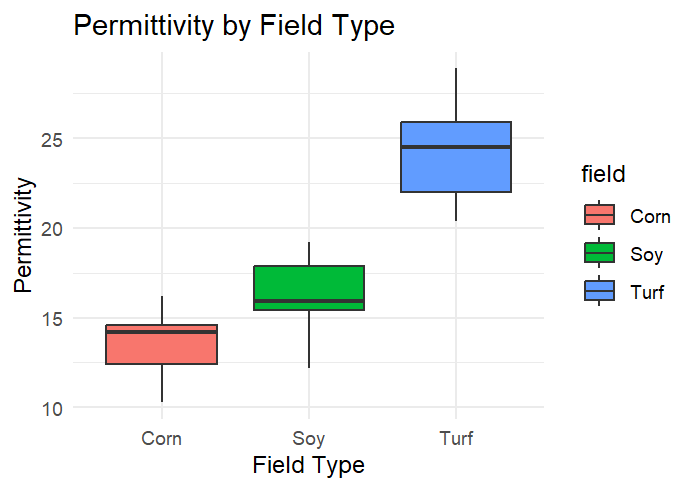 Permittivity by Field Type
Permittivity
25
20
15
10
Corn
Soy
Turf
Field Type
field
Corn
Soy
Turf